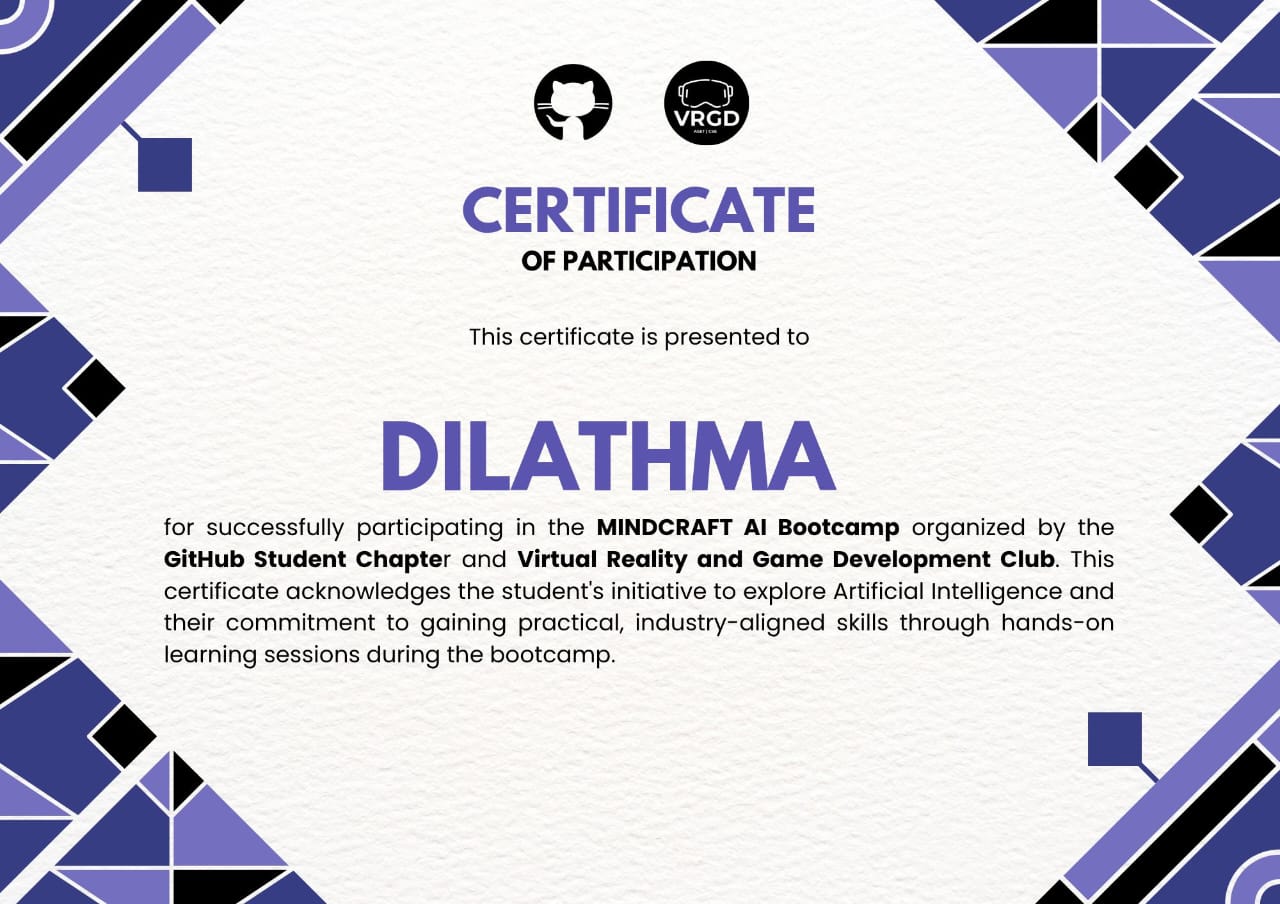 VRGD
ASET | CSE
CERTIFICATE
OF PARTICIPATION
This certificate is presented to
DILATHMA
for successfully participating in the MINDCRAFT AI Bootcamp organized by the
GitHub Student Chapter and Virtual Reality and Game Development Club. This
certificate acknowledges the student's initiative to explore Artificial Intelligence and
their commitment to gaining practical, industry-aligned skills through hands-on
learning sessions during the bootcamp.